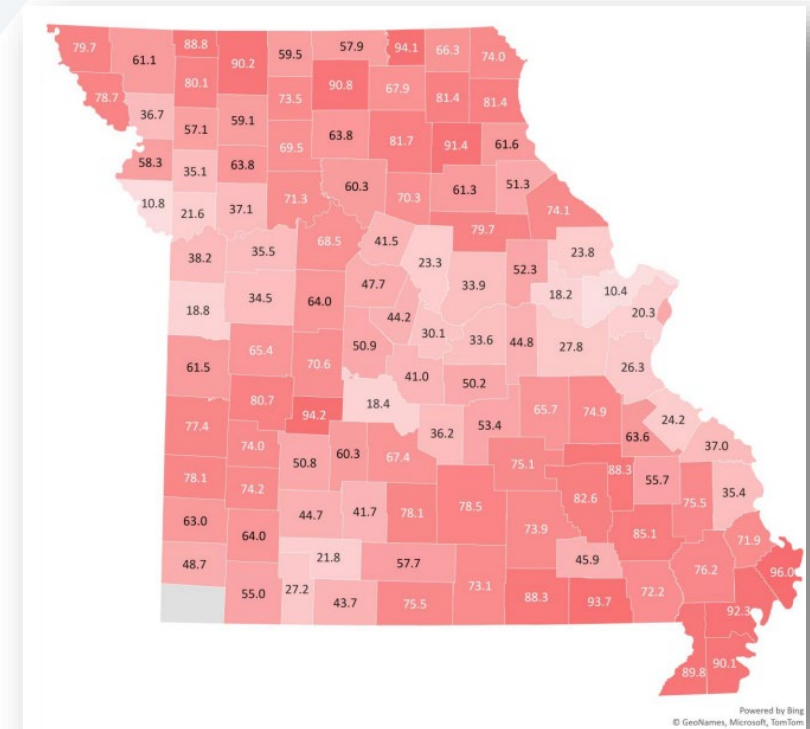 79.7 61.1 88.8 90.2 59.5 57.9 94.1 66.3 74.0
78.7 36.7 80.1 73.5 90.8 67.9 81.4 81.4
57.1 59.1 69.5 63.8 81.7 91.4 61.6
58.3 35.1 63.8
10.8 21.6 37.1 71.3 60.3 70.3 61.3 51.3 74.1
79.7
38.2 35.5 68.5 41.5 23.3 33.9 52.3 23.8
18.8 34.5 64.0 47.7 18.2 10.4 20.3
44.2 30.1 33.6 44.8 27.8
61.5 65.4 70.6 50.9 41.0 50.2 26.3
77.4 80.7 94.2 18.4 36.2 53.4 65.7 74.9 63.6 24.2 37.0
74.0 50.8 60.3 67.4 75.1 88.3 55.7
78.1 74.2 82.6 75.5 35.4
63.0 64.0 44.7 41.7 78.1 78.5 73.9 85.1 71.9
48.7 21.8 57.7 45.9 76.2 96.0
55.0 27.2 43.7 75.5 73.1 88.3 93.7 72.2 92.3
89.8 90.1
Powered by Bing
© GeoNames, Microsoft, TomTom